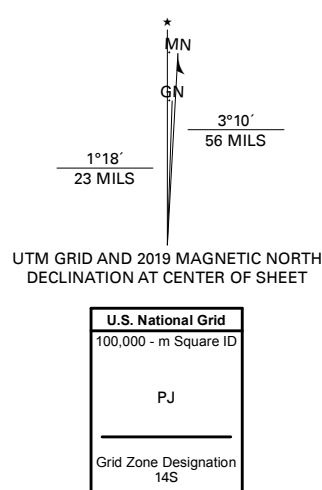 MN
GN
3°10´
56 MILS
1°18´
23 MILS
UTM GRID AND 2019 MAGNETIC NORTH
DECLINATION AT CENTER OF SHEET
U.S. National Grid
100,000 - m Square ID
PJ
Grid Zone Designation
14S